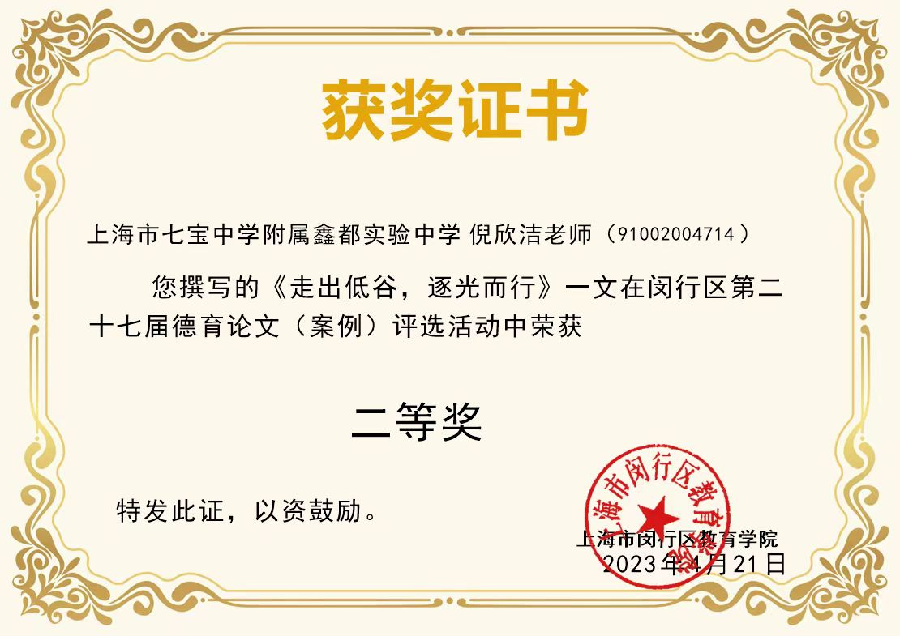 获奖证书
上海市七宝中学附属鑫都实验中学 倪欣洁老师（91002004714）
您撰写的《走出低谷，逐光而行》一文在闵行区第二
十七届德育论文（案例）评选活动中荣获
二等奖
特发此证，以资鼓励。
上海市闵行区教育学院
上海市闵行区教育学院
2023年4月21日